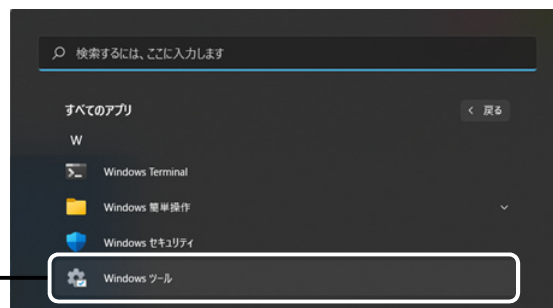 検索するには、ここに入力します
すべてのアプリ
戻る
W
Windows Terminal
Windows 簡単操作
Windows セキュリティ
Windows ツール